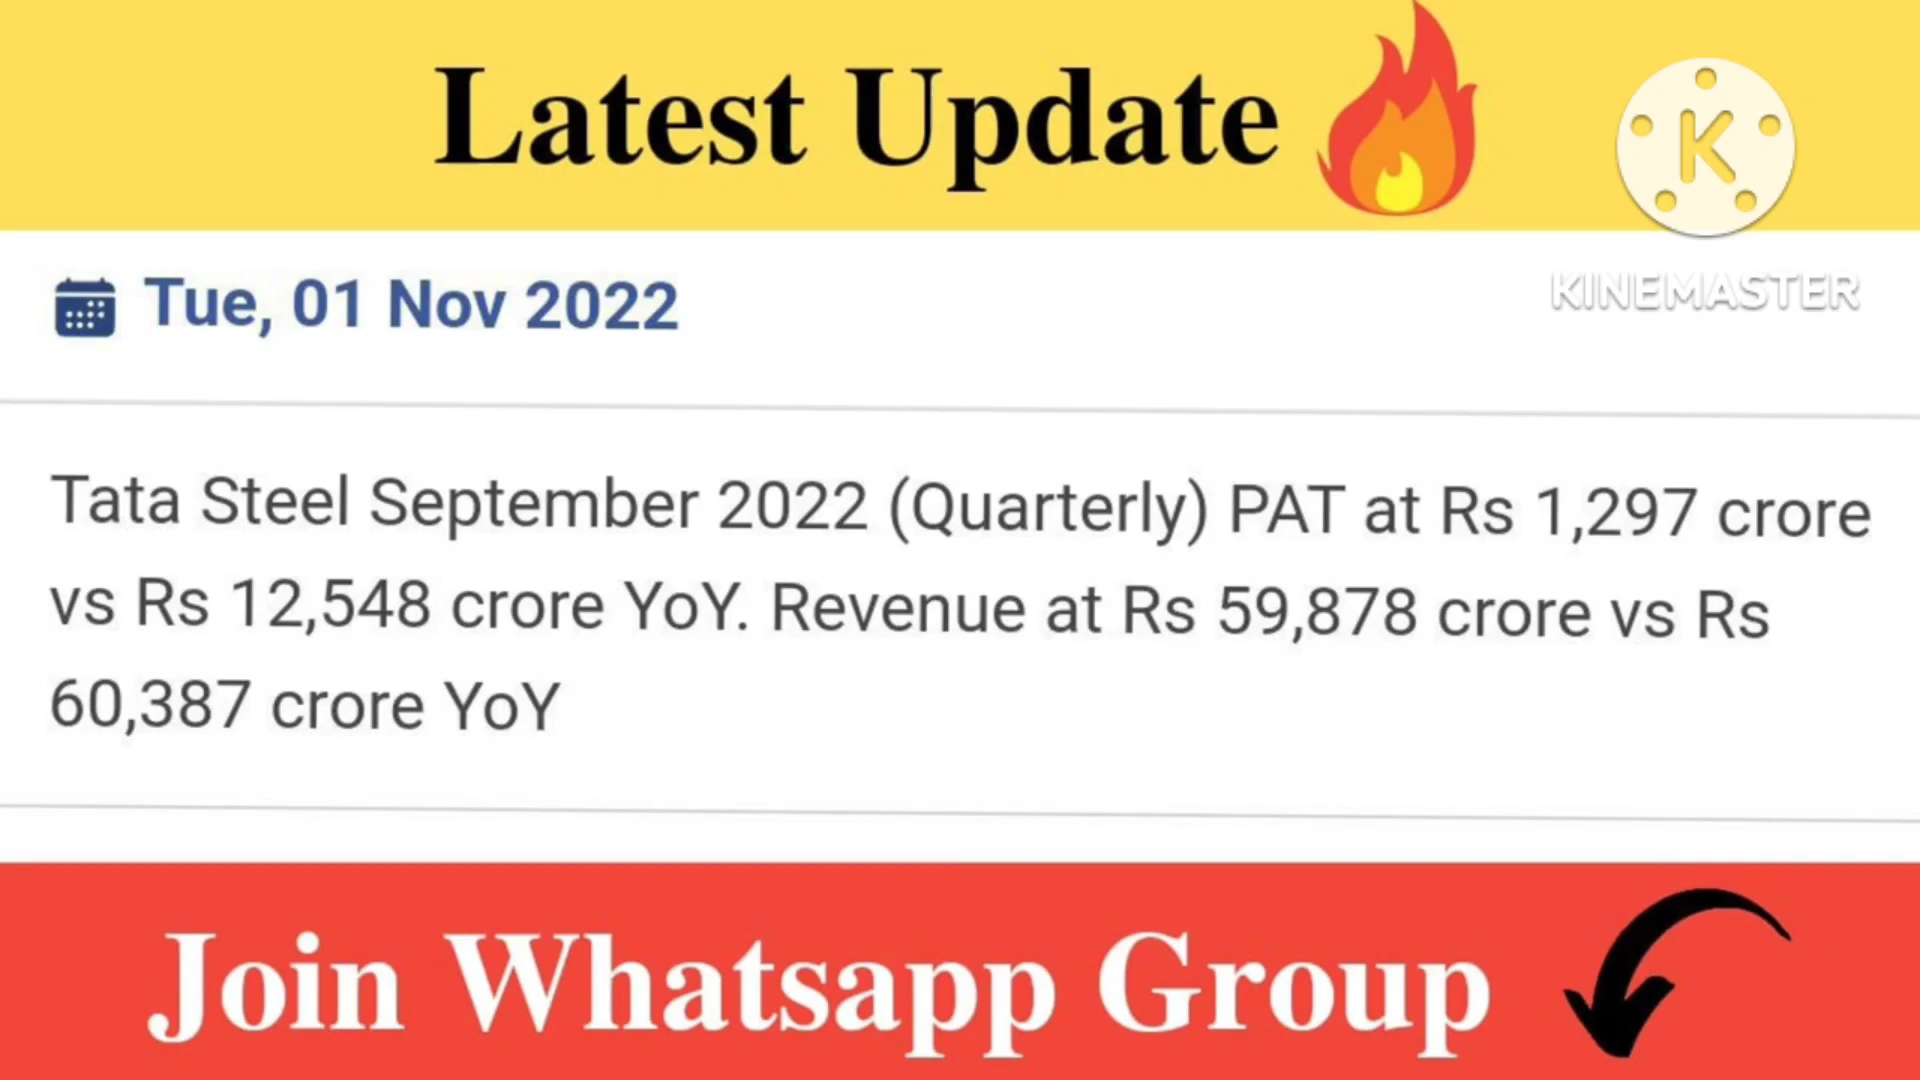 Latest Update
K
KINEMASTER
Tue, 01 Nov 2022
Tata Steel September 2022 (Quarterly) PAT at Rs 1,297 crore
vs Rs 12,548 crore YoY. Revenue at Rs 59,878 crore vs Rs
60,387 crore YoY
Join Whatsapp Group